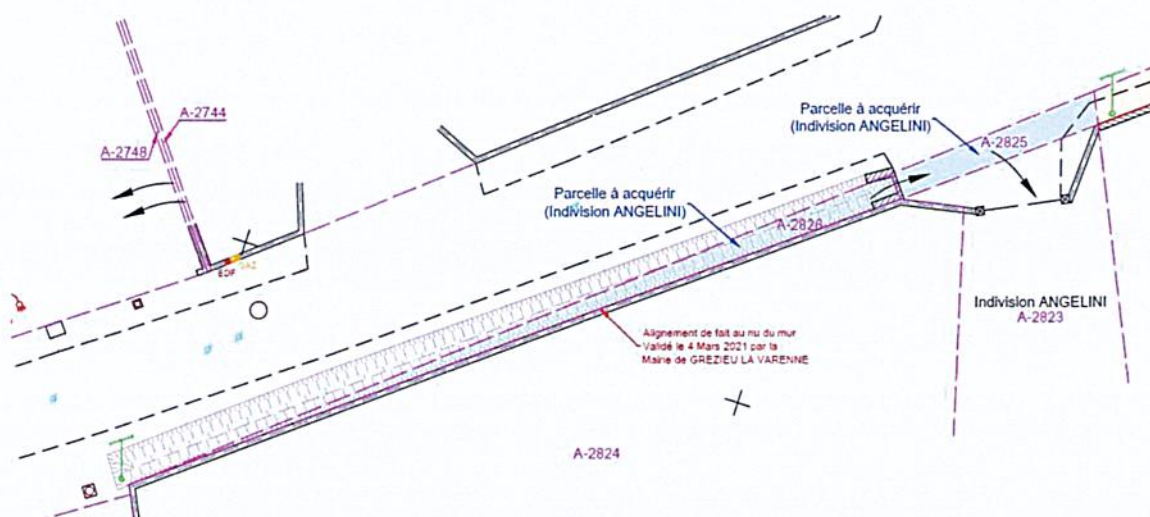 A-2744
A-2748
Parcelle à acquérir
(Indivision ANGELINI)
A-2825
Parcelle à acquérir
(Indivision ANGELINI)
A-2826
EDF
GAZ
Indivision ANGELINI
A-2823
Alignement de fait au nu du mur
Validé le 4 Mars 2021 par la
Mairie de GREZIEU LA VARENNE
A-2824